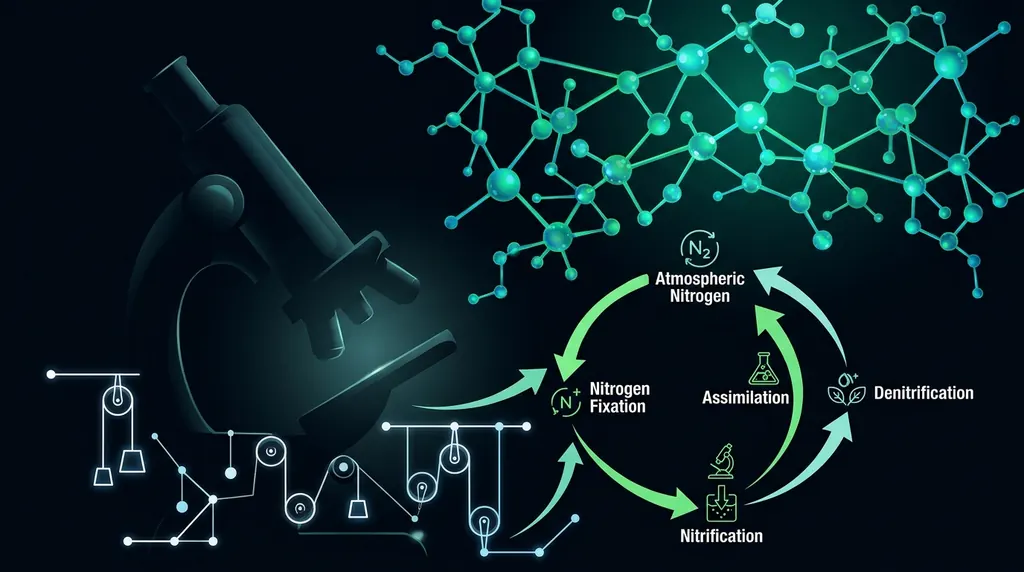 N₂
Atmospheric
Nitrogen
N+
Nitrogen
Fixation
Assimilation
Denitrification
Nitrification